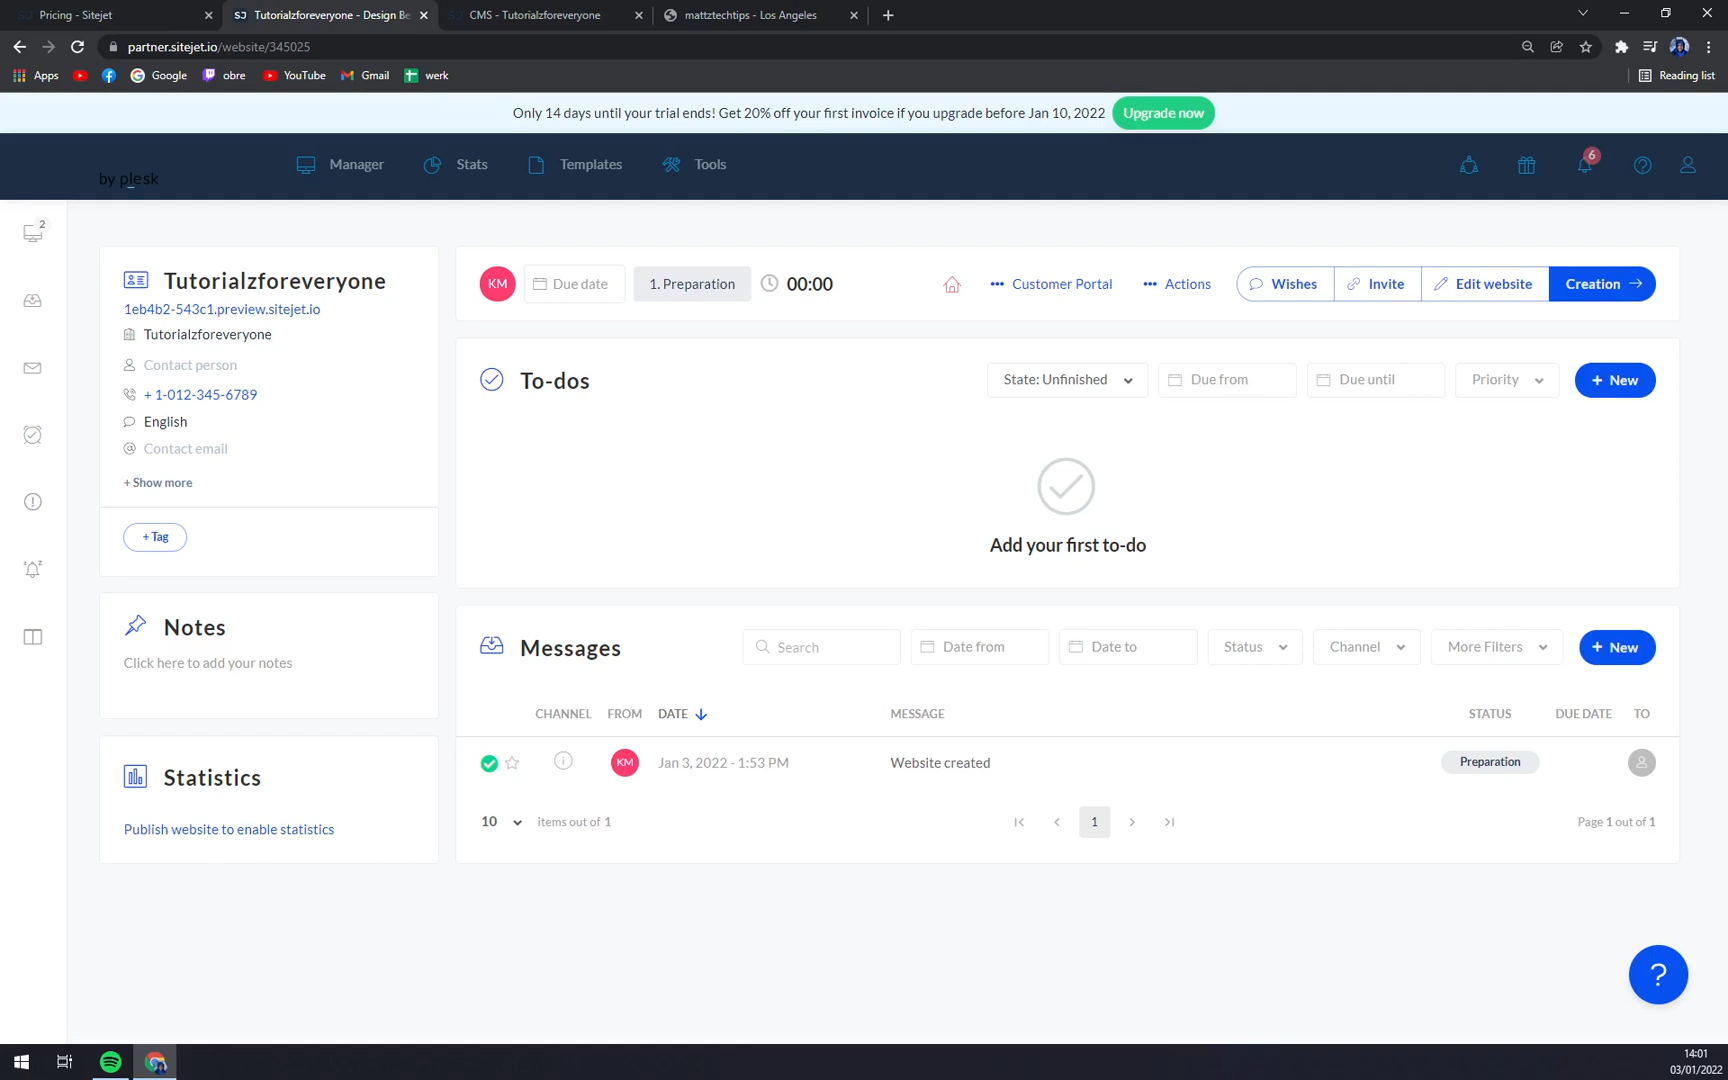 Pricing - Sitejet
SJ Tutorialzforeveryone - Design Be
CMS - Tutorialzforeveryone
mattztechtips - Los Angeles
partner.sitejet.io/website/345025
Apps
Google
obre
YouTube
Gmail
werk
Reading list
Only 14 days until your trial ends! Get 20% off your first invoice if you upgrade before Jan 10, 2022
Upgrade now
by plesk
Manager
Stats
Templates
Tools
6
2
Tutorialzforeveryone
1eb4b2-543c1.preview.sitejet.io
Tutorialzforeveryone
Contact person
+ 1-012-345-6789
English
Contact email
+ Show more
+ Tag
Notes
Click here to add your notes
Statistics
Publish website to enable statistics
KM
Due date
1. Preparation
00:00
Customer Portal
Actions
Wishes
Invite
Edit website
Creation
To-dos
State: Unfinished
Due from
Due until
Priority
+ New
Add your first to-do
Messages
Search
Date from
Date to
Status
Channel
More Filters
+ New
CHANNEL FROM DATE MESSAGE STATUS DUE DATE TO
KM Jan 3, 2022 - 1:53 PM Website created Preparation
10 items out of 1
1
Page 1 out of 1
?
14:01
03/01/2022